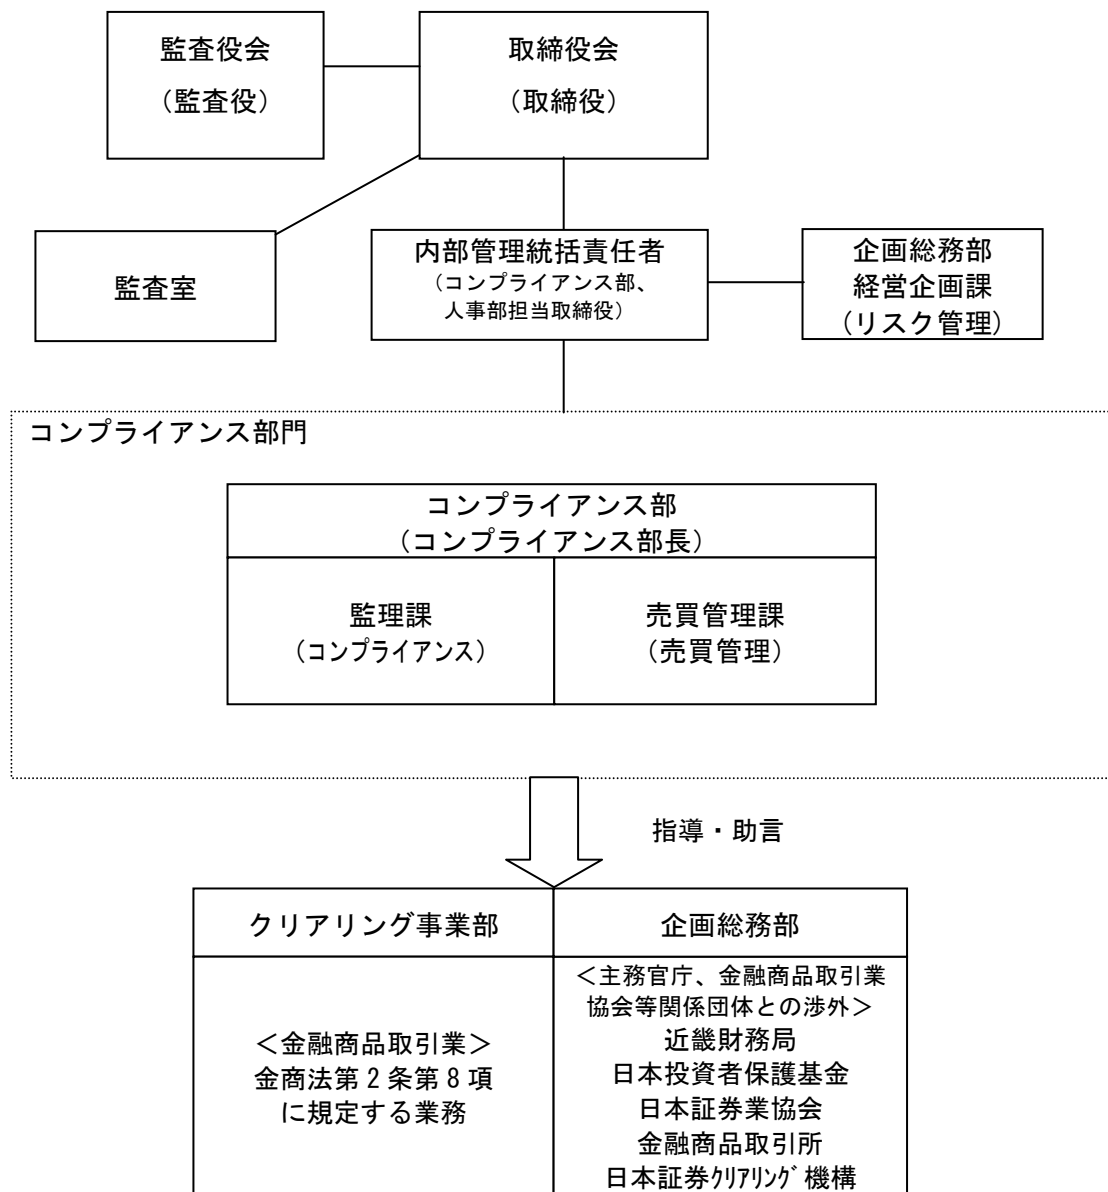 監査役会
(監査役)
取締役会
(取締役)
監査室
内部管理統括責任者
(コンプライアンス部、
人事部担当取締役)
企画総務部
経営企画課
(リスク管理)
コンプライアンス部門
コンプライアンス部
(コンプライアンス部長)
監理課
(コンプライアンス)
売買管理課
(売買管理)
指導・助言
クリアリング事業部
企画総務部
<金融商品取引業>
金商法第2条第8項
に規定する業務
<主務官庁、金融商品取引業
協会等関係団体との渉外>
近畿財務局
日本投資者保護基金
日本証券業協会
金融商品取引所
日本証券ｸﾘｱﾘﾝｸﾞ機構